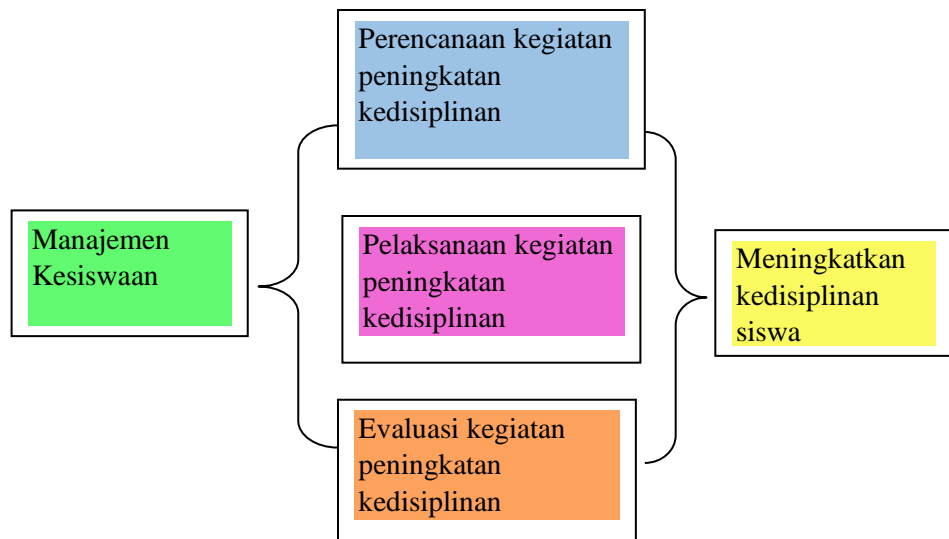 Perencanaan kegiatan
peningkatan
kedisiplinan
Manajemen
Kesiswaan
Pelaksanaan kegiatan
peningkatan
kedisiplinan
Meningkatkan
kedisiplinan
siswa
Evaluasi kegiatan
peningkatan
kedisiplinan